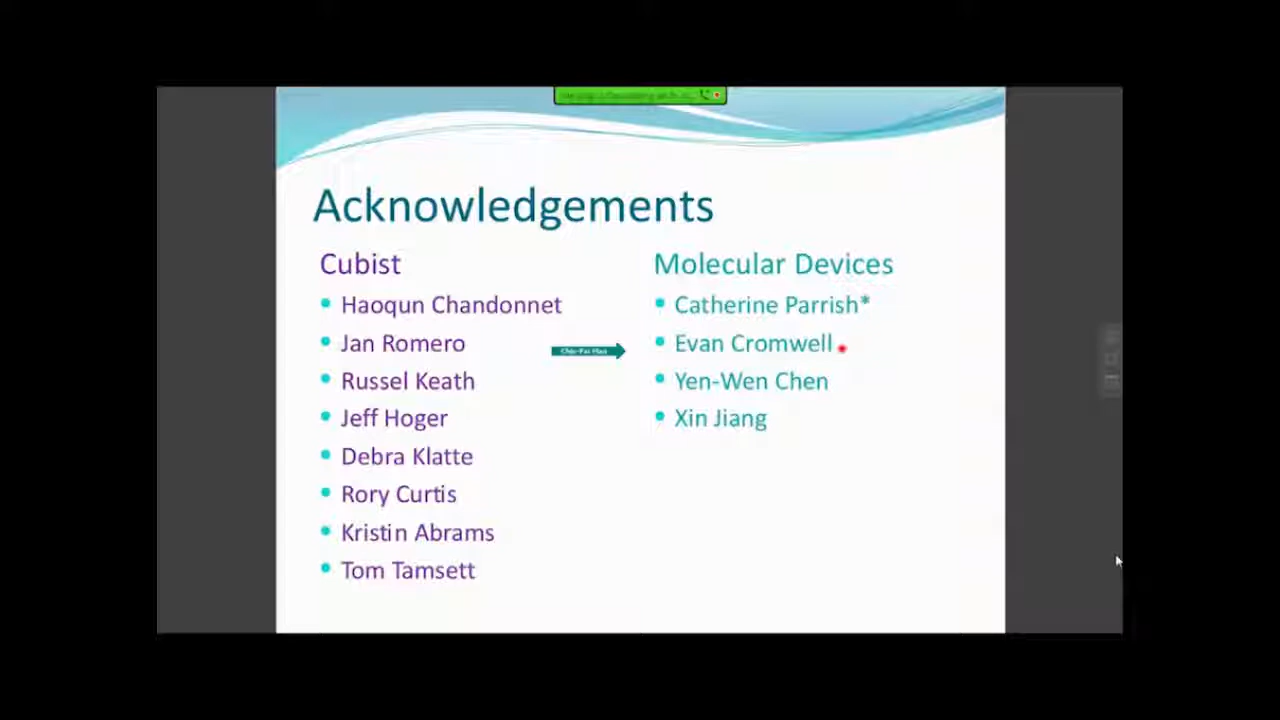 Acknowledgements
Cubist
Haoqun Chandonnet
Jan Romero
Russel Keath
Jeff Hoger
Debra Klatte
Rory Curtis
Kristin Abrams
Tom Tamsett
Molecular Devices
Catherine Parrish*
Evan Cromwell
Yen-Wen Chen
Xin Jiang